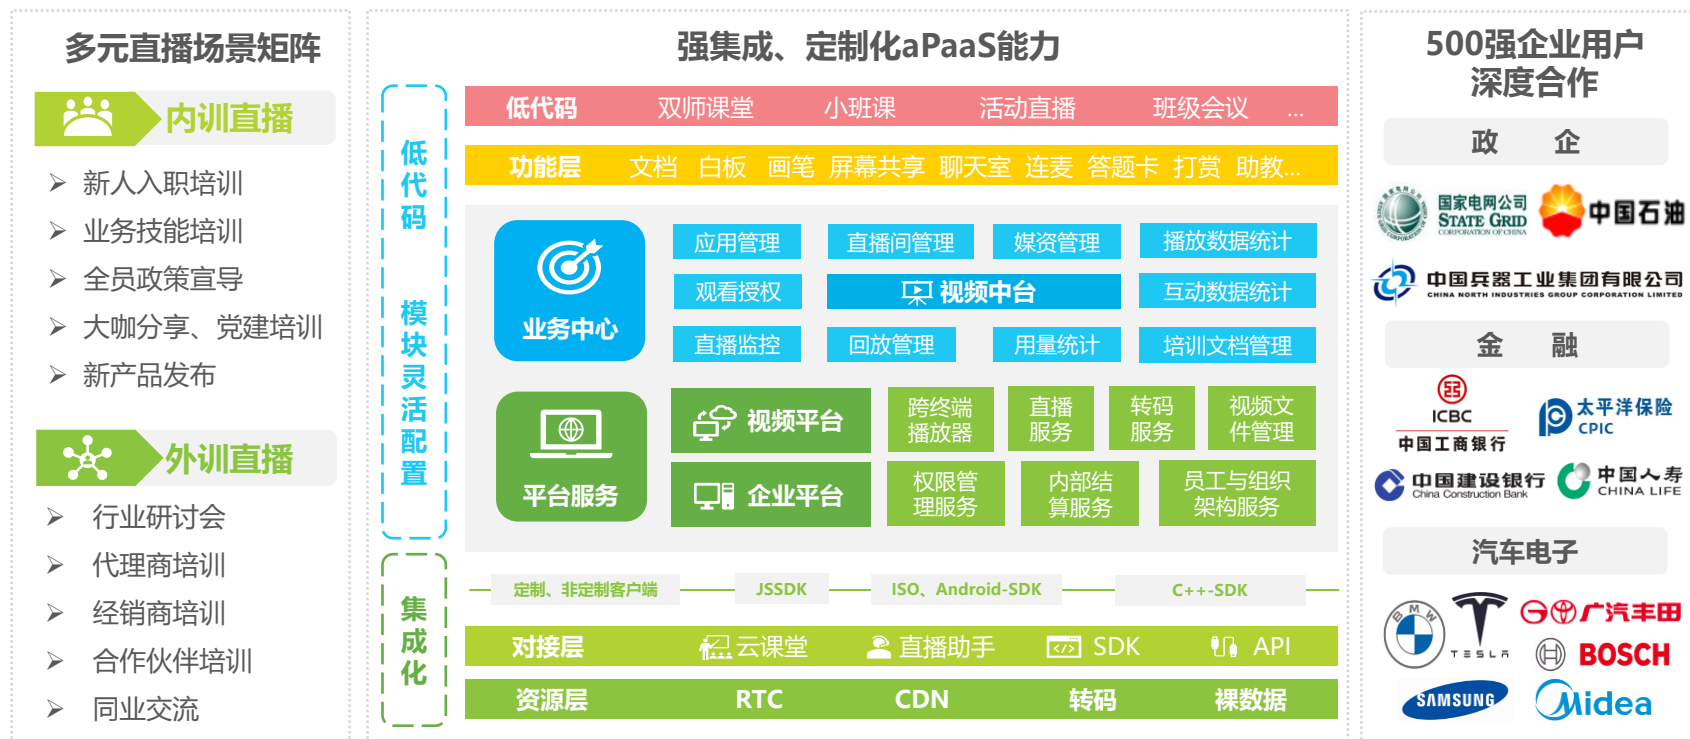 多元直播场景矩阵
内训直播
新人入职培训
业务技能培训
全员政策宣导
大咖分享、党建培训
新产品发布
外训直播
行业研讨会
代理商培训
经销商培训
合作伙伴培训
同业交流
强集成、定制化aPaaS能力
低代码 模块灵活配置
低代码 双师课堂 小班课 活动直播 班级会议 ...
功能层 文档 白板 画笔 屏幕共享 聊天室 连麦 答题卡 打赏 助教...
业务中心
应用管理 直播间管理 媒资管理 播放数据统计
观看授权 视频中台 互动数据统计
直播监控 回放管理 用量统计 培训文档管理
平台服务
视频平台
跨终端
播放器
直播
服务
转码
服务
视频文
件管理
企业平台
权限管
理服务
内部结
算服务
员工与组织
架构服务
集成化
定制、非定制客户端 JSSDK ISO、Android-SDK C++-SDK
对接层 云课堂 直播助手 SDK API
资源层 RTC CDN 转码 裸数据
500强企业用户
深度合作
政 企
国家电网公司
STATE GRID
CORPORATION OF CHINA
中国石油
中国兵器工业集团有限公司
CHINA NORTH INDUSTRIES GROUP CORPORATION LIMITED
金 融
ICBC
中国工商银行
太平洋保险
CPIC
中国建设银行
China Construction Bank
中国人寿
CHINA LIFE
汽车电子
BMW
TESLA
广汽丰田
BOSCH
SAMSUNG
Midea